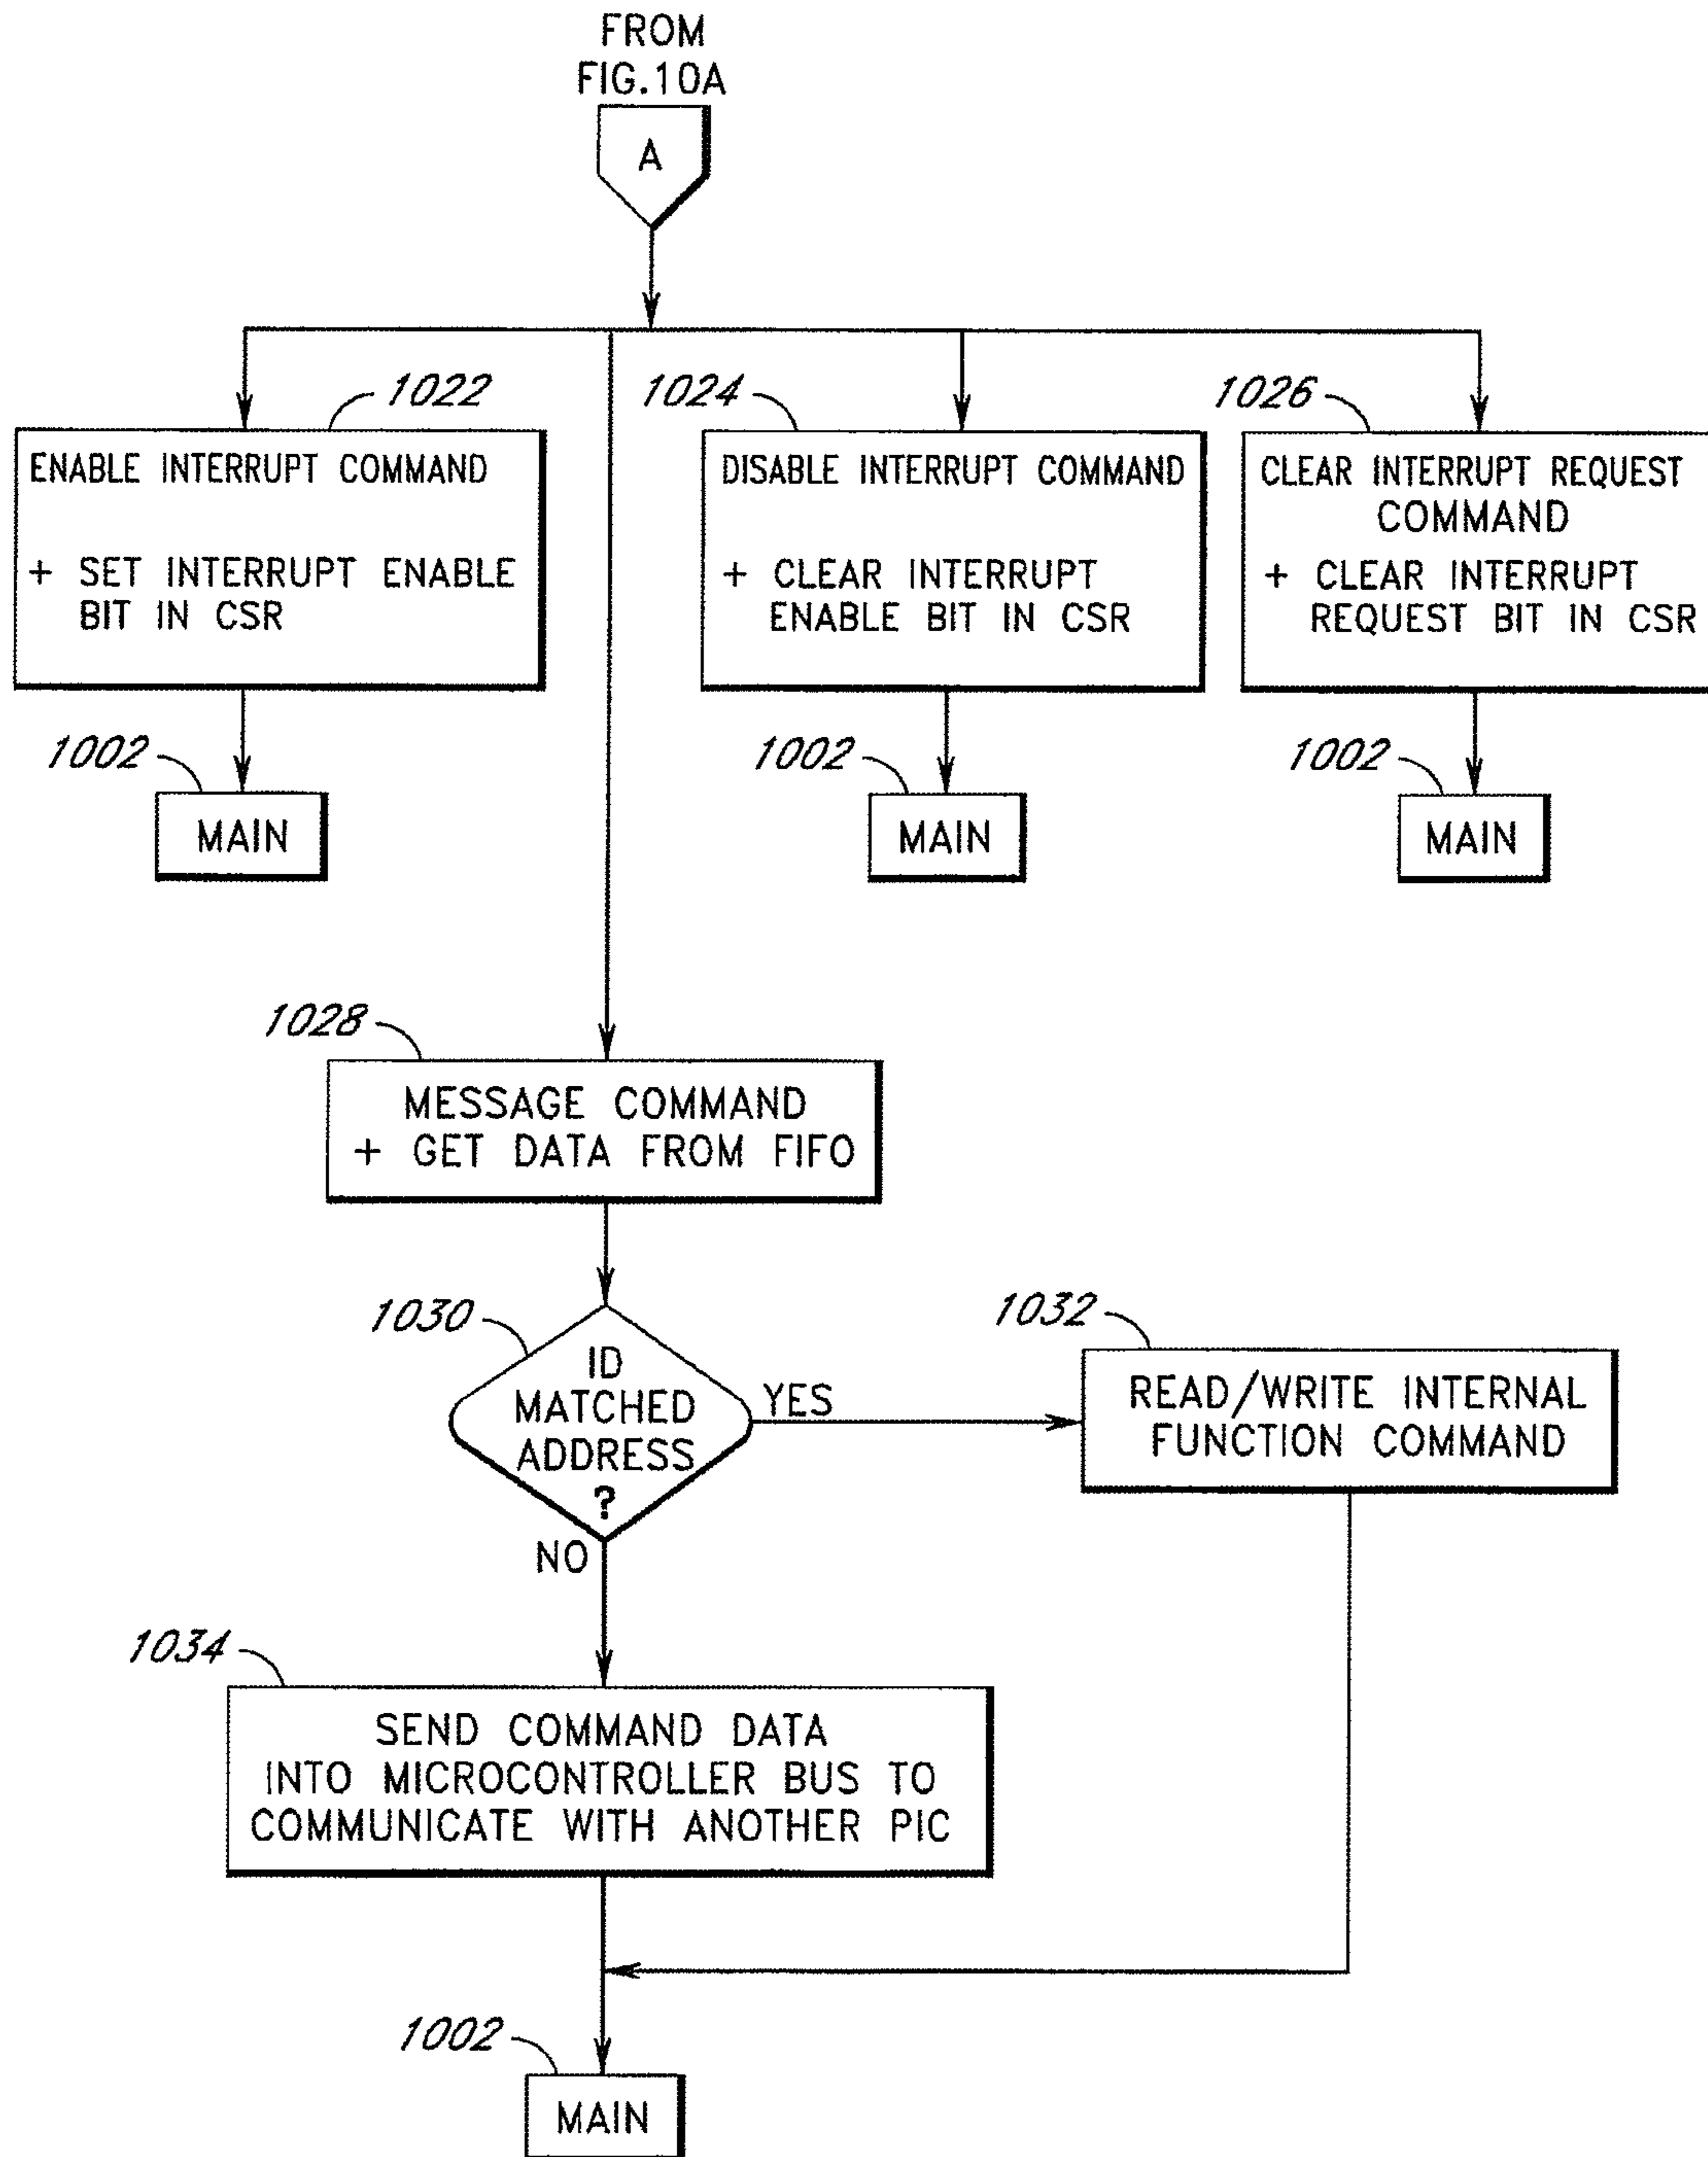 FROM
FIG.10A
A
1022
1024
1026
ENABLE INTERRUPT COMMAND
+ SET INTERRUPT ENABLE
BIT IN CSR
DISABLE INTERRUPT COMMAND
+ CLEAR INTERRUPT
ENABLE BIT IN CSR
CLEAR INTERRUPT REQUEST
COMMAND
+ CLEAR INTERRUPT
REQUEST BIT IN CSR
1002
1002
1002
MAIN
MAIN
MAIN
1028
MESSAGE COMMAND
+ GET DATA FROM FIFO
1030
ID
MATCHED
ADDRESS
?
YES
NO
1032
READ/WRITE INTERNAL
FUNCTION COMMAND
1034
SEND COMMAND DATA
INTO MICROCONTROLLER BUS TO
COMMUNICATE WITH ANOTHER PIC
1002
MAIN